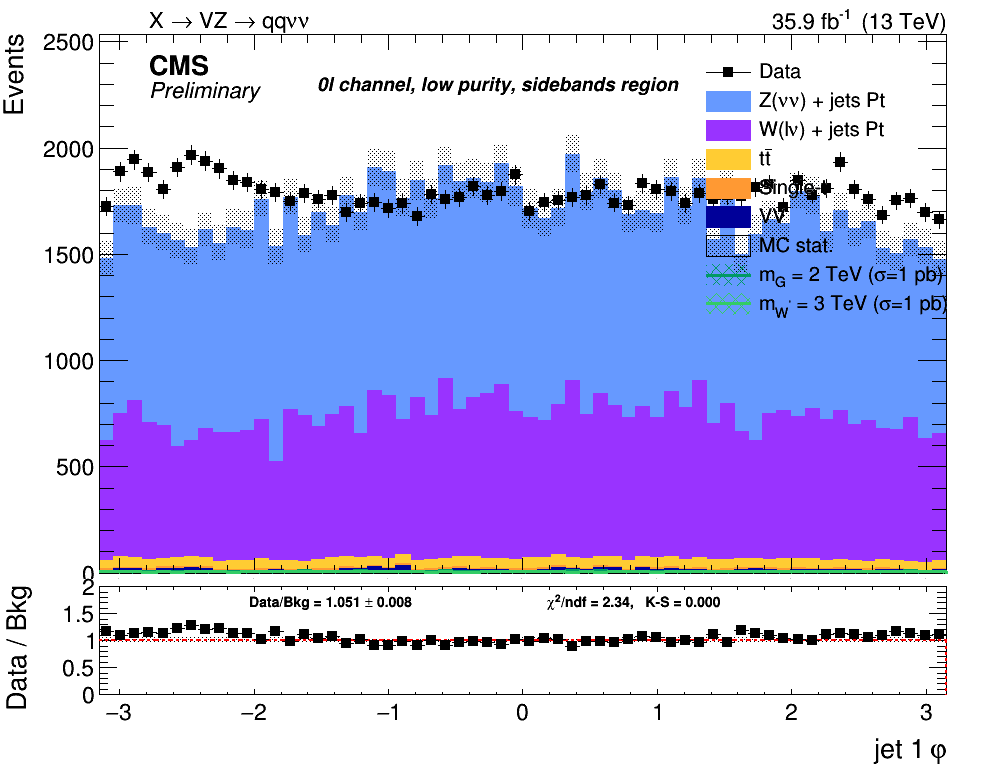 X → VZ → qqνν
35.9 fb⁻¹ (13 TeV)
Events
CMS
Preliminary
0l channel, low purity, sidebands region
Data
Z(νν) + jets Pt
W(lν) + jets Pt
tt̄
Single
VV
MC stat.
m_G = 2 TeV (σ=1 pb)
m_W' = 3 TeV (σ=1 pb)
2500
2000
1500
1000
500
0
Data / Bkg
2
1.5
1
0.5
0
Data/Bkg = 1.051 ± 0.008
χ²/ndf = 2.34, K-S = 0.000
−3 −2 −1 0 1 2 3
jet 1 φ